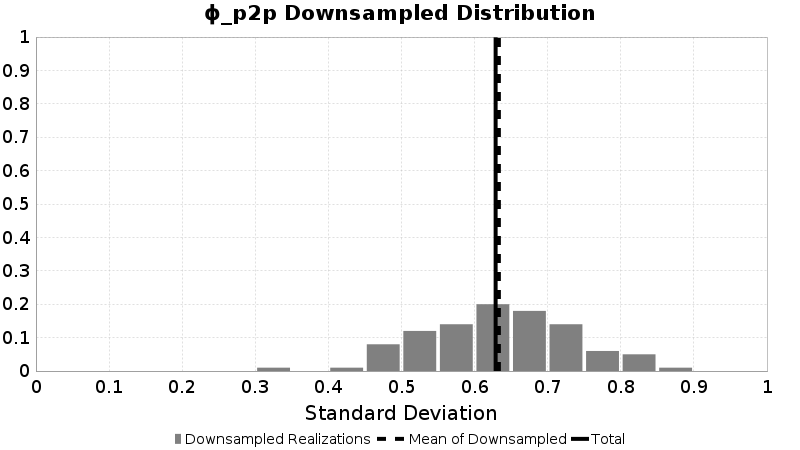 ϕ_p2p Downsampled Distribution
1
0.9
0.8
0.7
0.6
0.5
0.4
0.3
0.2
0.1
0
0 0.1 0.2 0.3 0.4 0.5 0.6 0.7 0.8 0.9 1
Standard Deviation
Downsampled Realizations Mean of Downsampled Total